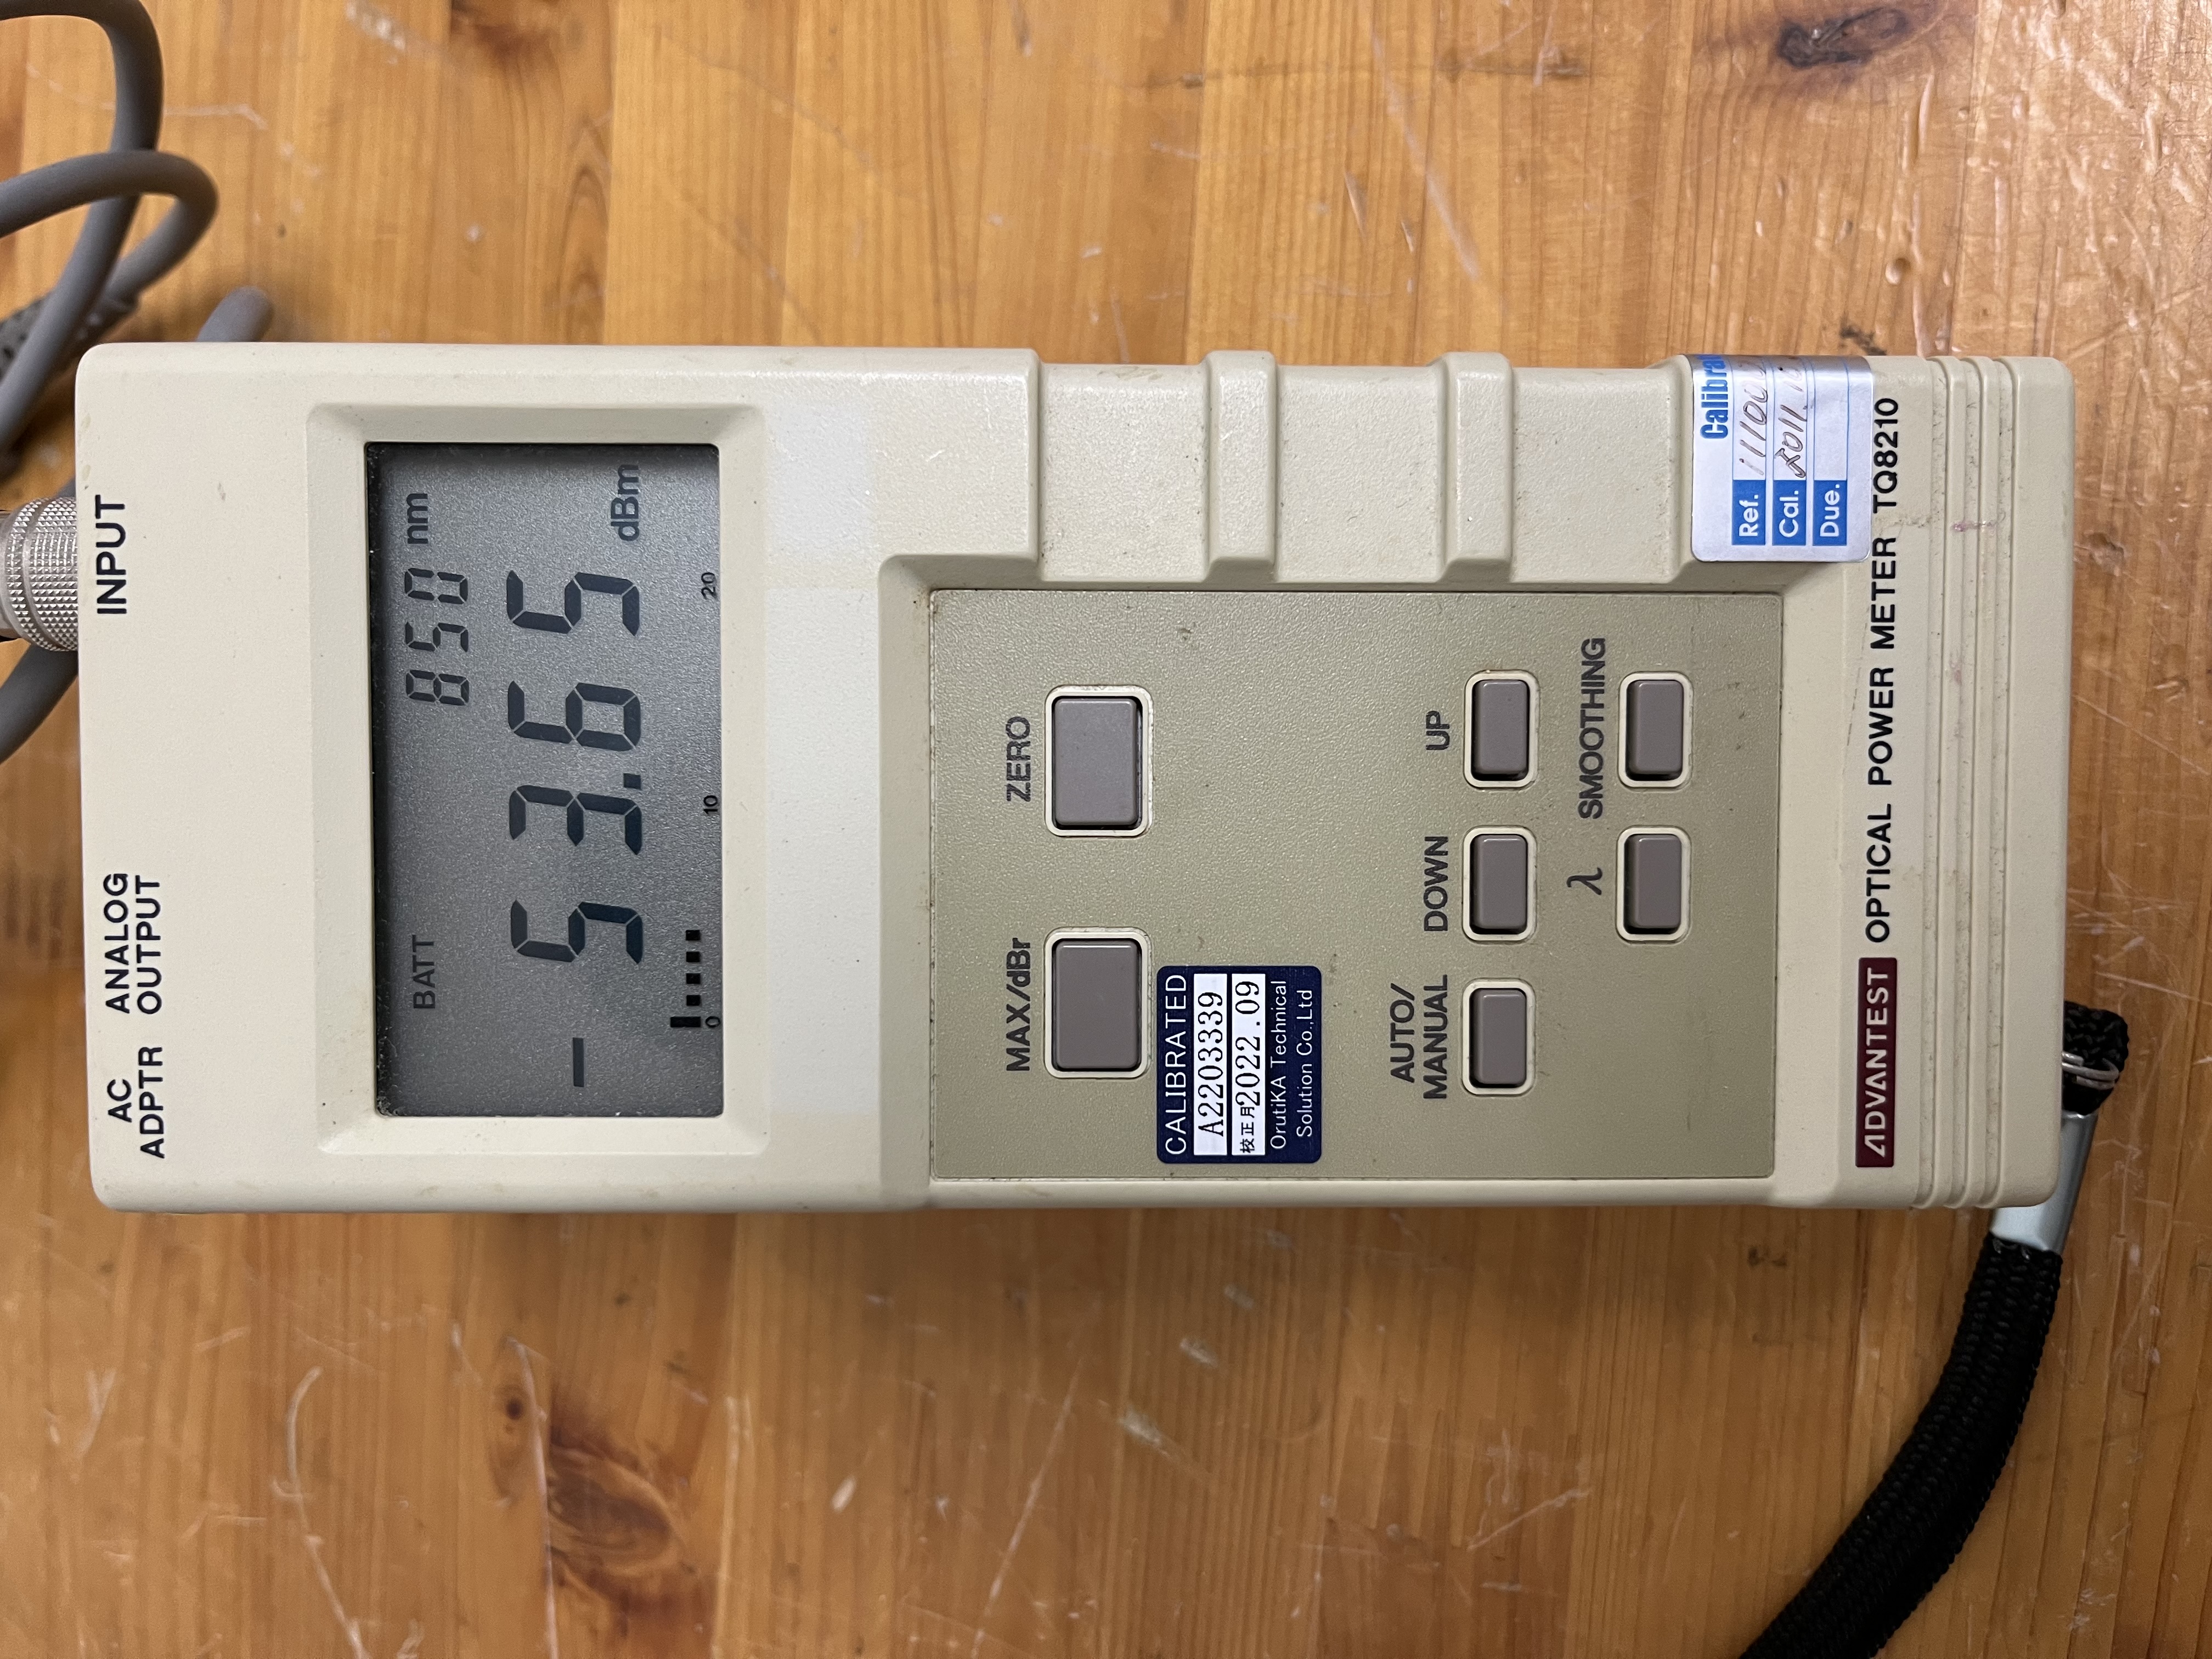 AC
ADPTR
ANALOG
OUTPUT
INPUT
BATT
850 nm
-53.65 dBm
0
10
20
MAX/dBr
ZERO
CALIBRATED
A2203339
校正月2022.09
OrutiKA Technical
Solution Co.,Ltd
AUTO/
MANUAL
DOWN
UP
λ
SMOOTHING
Ref.
Cal.
Due.
ADVANTEST OPTICAL POWER METER TQ8210